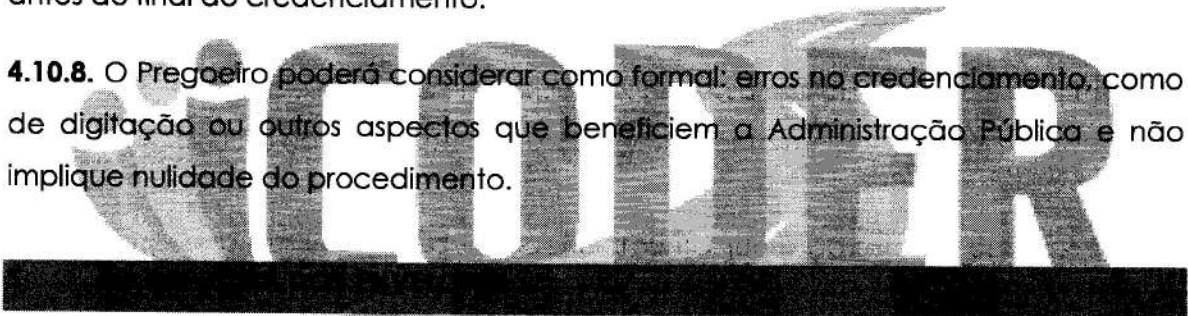 antes do final do credenciamento.
4.10.8. O Pregoeiro poderá considerar como formal: erros no credenciamento, como
de digitação ou outros aspectos que beneficiem a Administração Pública e não
implique nulidade do procedimento.
CODER